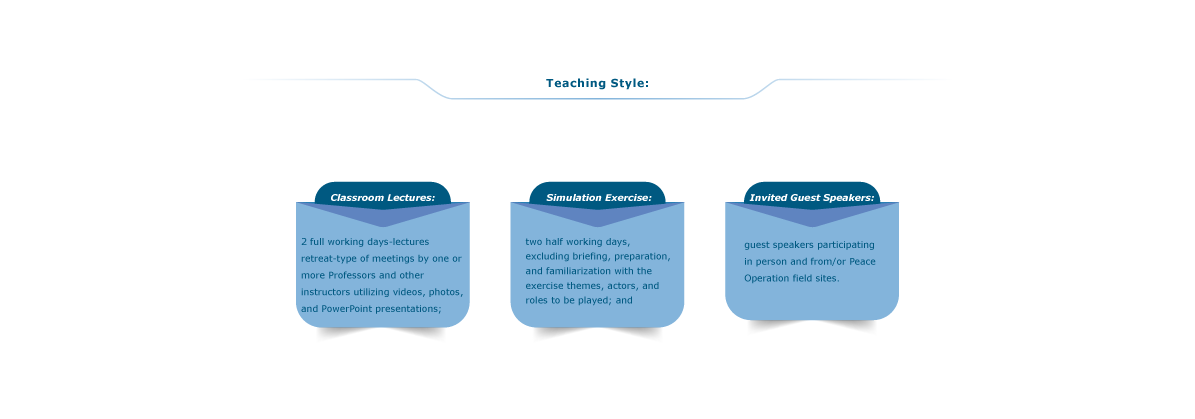 Teaching Style:
Classroom Lectures:
2 full working days-lectures
retreat-type of meetings by one or
more Professors and other
instructors utilizing videos, photos,
and PowerPoint presentations;
Simulation Exercise:
two half working days,
excluding briefing, preparation,
and familiarization with the
exercise themes, actors, and
roles to be played; and
Invited Guest Speakers:
guest speakers participating
in person and from/or Peace
Operation field sites.